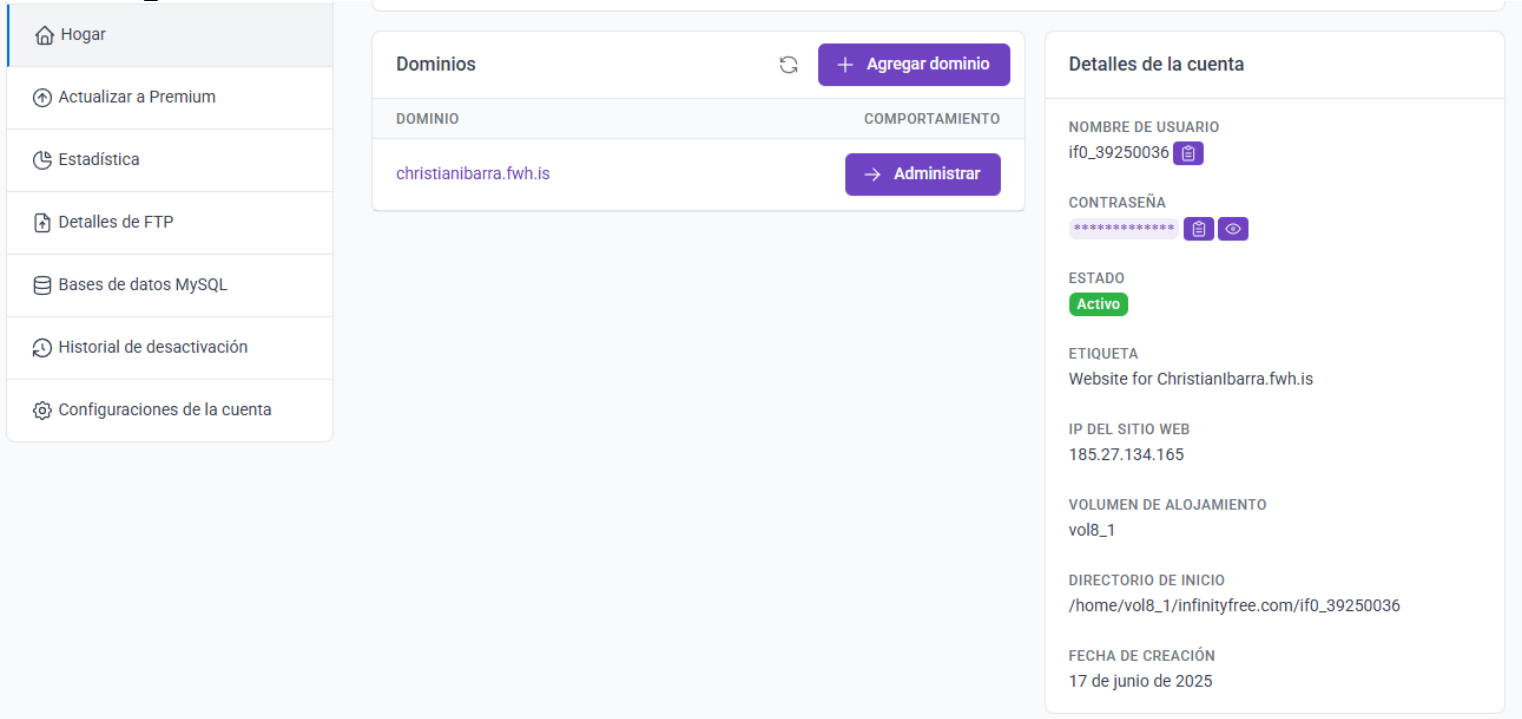 Hogar
Actualizar a Premium
Estadística
Detalles de FTP
Bases de datos MySQL
Historial de desactivación
Configuraciones de la cuenta
Dominios
Agregar dominio
DOMINIO COMPORTAMIENTO
christianibarra.fwh.is Administrar
Detalles de la cuenta
NOMBRE DE USUARIO
if0_39250036
CONTRASEÑA
*************
ESTADO
Activo
ETIQUETA
Website for ChristianIbarra.fwh.is
IP DEL SITIO WEB
185.27.134.165
VOLUMEN DE ALOJAMIENTO
vol8_1
DIRECTORIO DE INICIO
/home/vol8_1/infinityfree.com/if0_39250036
FECHA DE CREACIÓN
17 de junio de 2025